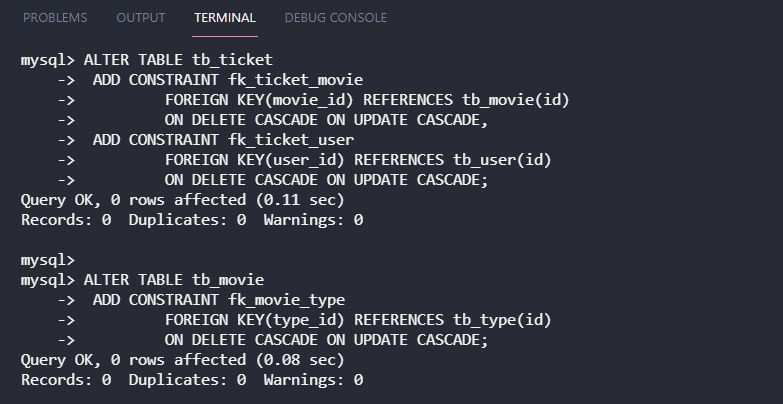 PROBLEMS OUTPUT TERMINAL DEBUG CONSOLE
mysql> ALTER TABLE tb_ticket
    ->  ADD CONSTRAINT fk_ticket_movie
    ->          FOREIGN KEY(movie_id) REFERENCES tb_movie(id)
    ->          ON DELETE CASCADE ON UPDATE CASCADE,
    ->  ADD CONSTRAINT fk_ticket_user
    ->          FOREIGN KEY(user_id) REFERENCES tb_user(id)
    ->          ON DELETE CASCADE ON UPDATE CASCADE;
Query OK, 0 rows affected (0.11 sec)
Records: 0  Duplicates: 0  Warnings: 0

mysql>
mysql> ALTER TABLE tb_movie
    ->  ADD CONSTRAINT fk_movie_type
    ->          FOREIGN KEY(type_id) REFERENCES tb_type(id)
    ->          ON DELETE CASCADE ON UPDATE CASCADE;
Query OK, 0 rows affected (0.08 sec)
Records: 0  Duplicates: 0  Warnings: 0